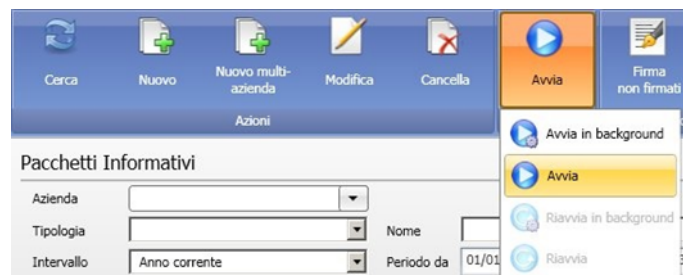 Cerca
Nuovo
Nuovo multi-
azienda
Modifica
Cancella
Avvia
Firma
non firmati
Azioni
Avvia in background
Avvia
Riavvia in background
Riavvia
Pacchetti Informativi
Azienda
Tipologia
Nome
Intervallo Anno corrente
Periodo da 01/01